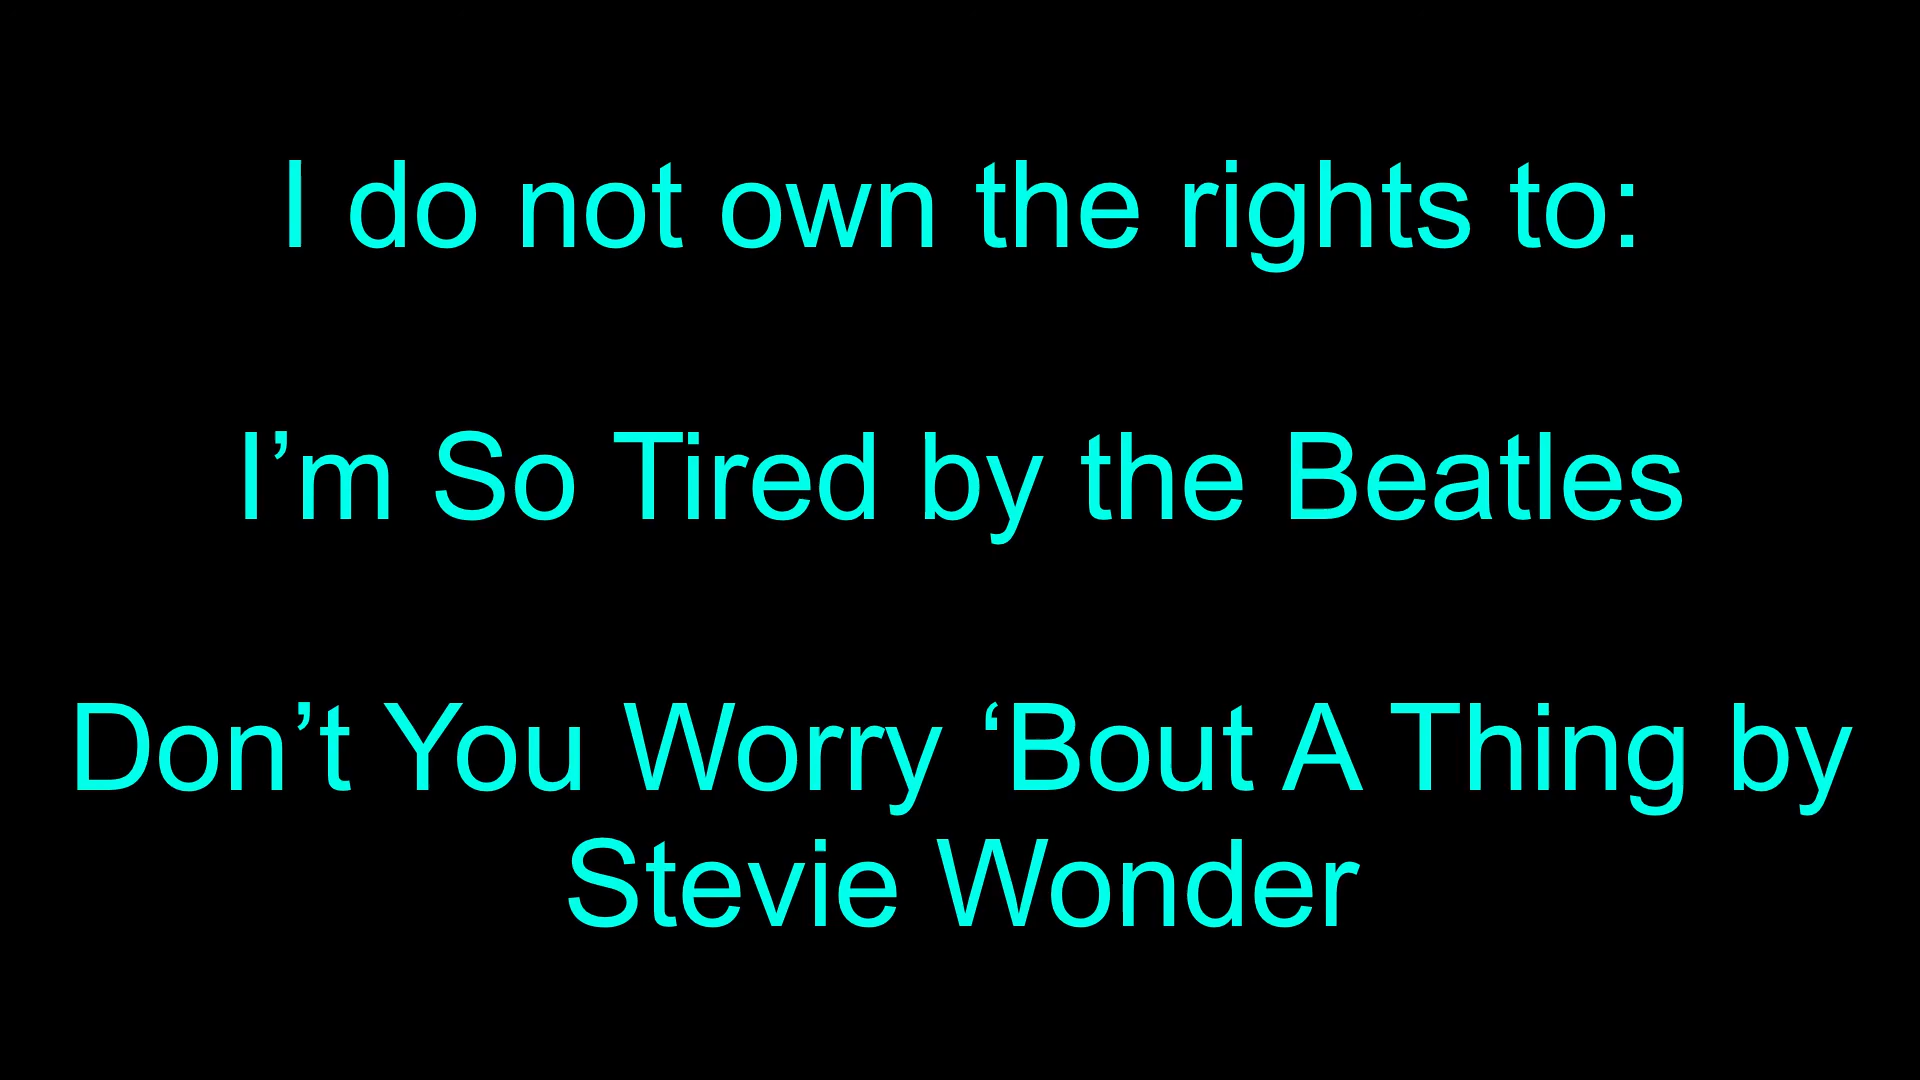 I do not own the rights to:
I’m So Tired by the Beatles
Don’t You Worry ‘Bout A Thing by
Stevie Wonder